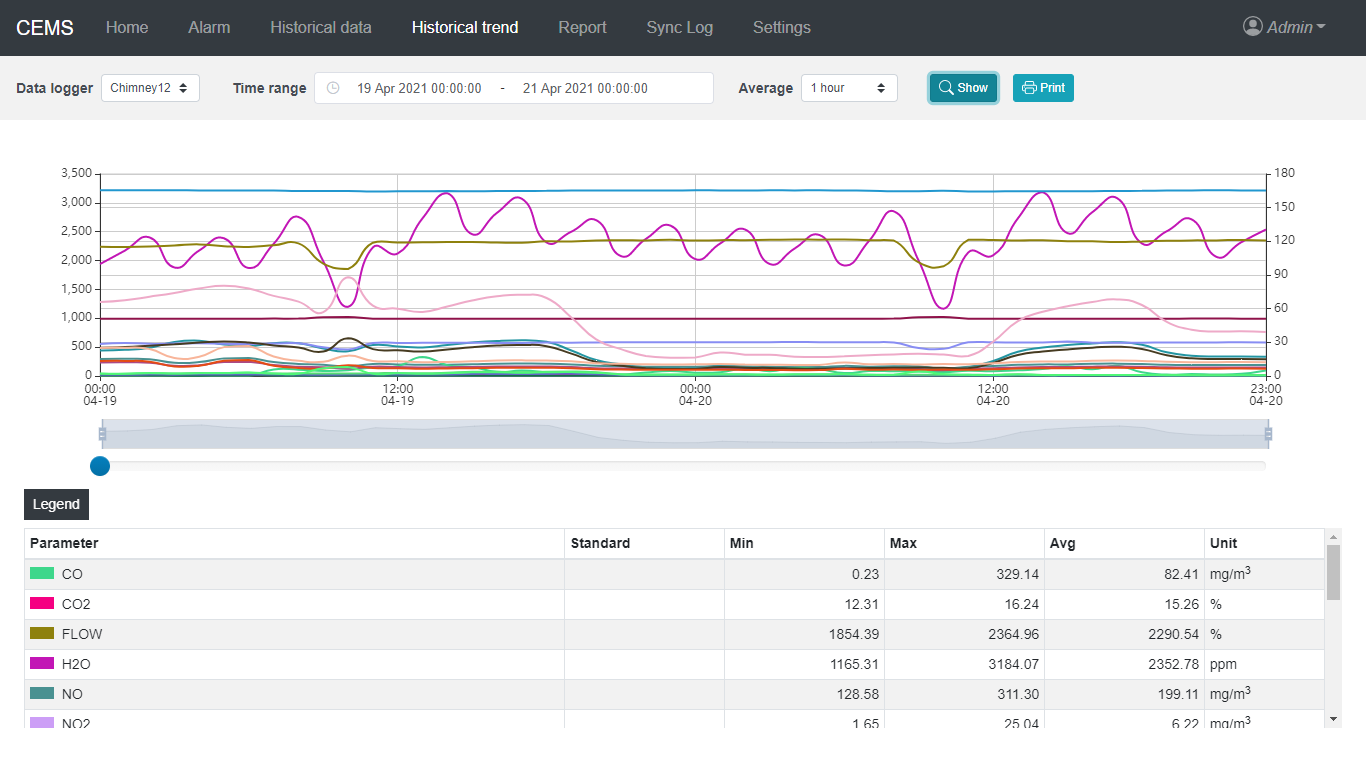 CEMS Home Alarm Historical data Historical trend Report Sync Log Settings Admin
Data logger Chimney12 Time range 19 Apr 2021 00:00:00 - 21 Apr 2021 00:00:00 Average 1 hour Show Print
3,500 180
3,000 150
2,500
120
2,000
90
1,500
60
1,000
500 30
0 0
00:00 12:00 00:00 12:00 23:00
04-19 04-19 04-20 04-20 04-20
Legend
Parameter Standard Min Max Avg Unit
CO 0.23 329.14 82.41 mg/m³
CO2 12.31 16.24 15.26 %
FLOW 1854.39 2364.96 2290.54 %
H2O 1165.31 3184.07 2352.78 ppm
NO 128.58 311.30 199.11 mg/m³
NO2 1.65 25.04 6.22 mg/m³